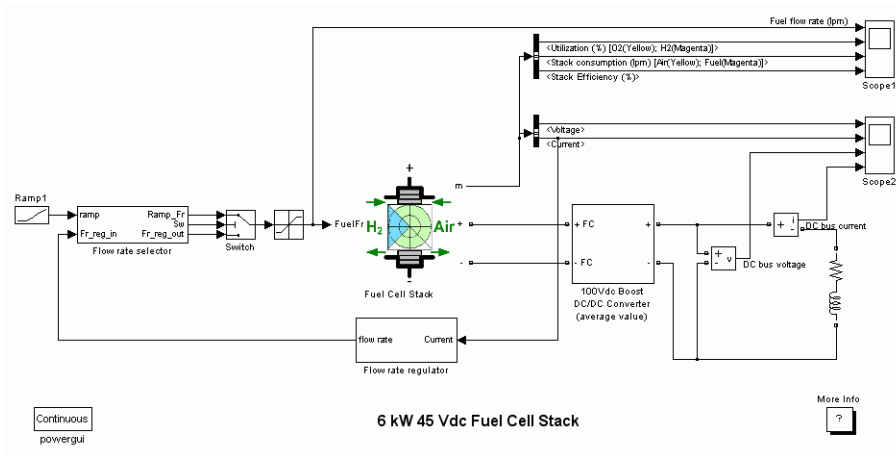 Fuel flow rate (lpm)
<Utilization (%) [O2(Yellow); H2(Magenta)]>
<Stack consumption (lpm) [Air(Yellow); Fuel(Magenta)]>
<Stack Efficiency (%)>
Scope1
<Voltage>
<Current>
Scope2
+
m
Ramp1
ramp
Ramp_Fr
Sw
Fr_reg_in
Fr_reg_out
Flow rate selector
Switch
FuelFr
H2
Air
+
-
-
Fuel Cell Stack
+ FC
+
- FC
-
100Vdc Boost
DC/DC Converter
(average value)
+
i
-
DC bus current
+
-
v
DC bus voltage
flow rate
Current
Flow rate regulator
Continuous
powergui
6 kW 45 Vdc Fuel Cell Stack
More Info
?